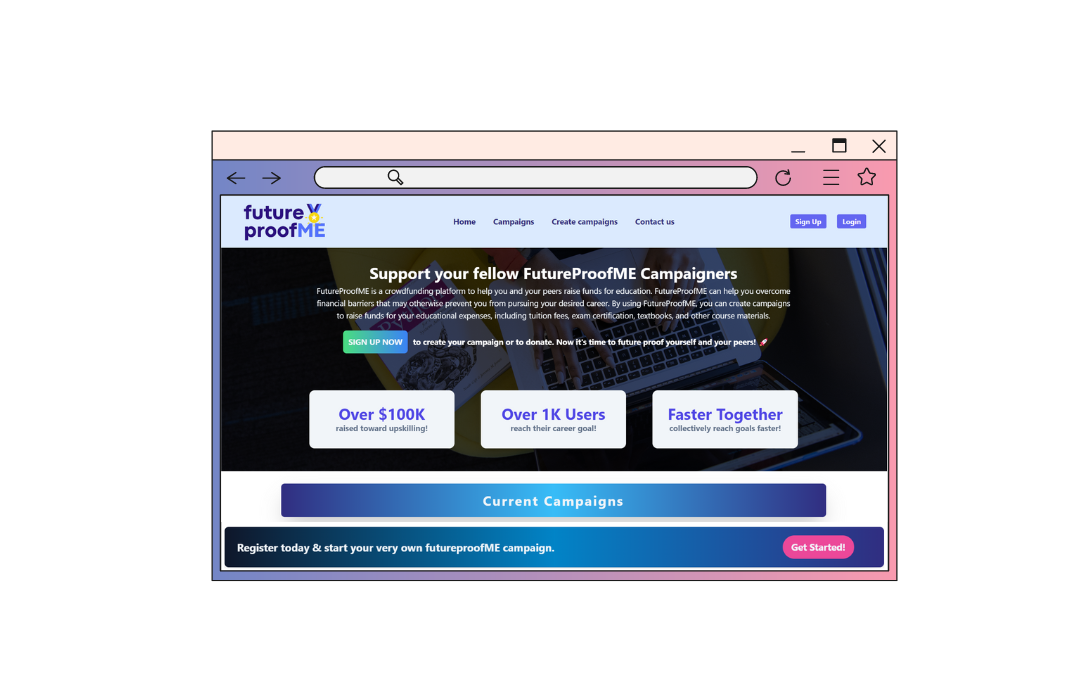 future
proofME
Home Campaigns Create campaigns Contact us
Sign Up Login
Support your fellow FutureProofME Campaigners
FutureProofME is a crowdfunding platform to help you and your peers raise funds for education. FutureProofME can help you overcome
financial barriers that may otherwise prevent you from pursuing your desired career. By using FutureProofME, you can create campaigns
to raise funds for your educational expenses, including tuition fees, exam certification, textbooks, and other course materials.
SIGN UP NOW to create your campaign or to donate. Now it's time to future proof yourself and your peers! 🚀
Over $100K
raised toward upskilling!
Over 1K Users
reach their career goal!
Faster Together
collectively reach goals faster!
Current Campaigns
Register today & start your very own futureproofME campaign.
Get Started!